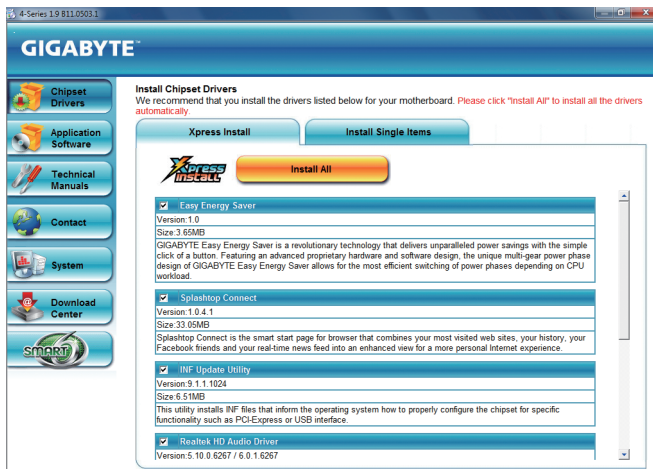 4-Series 1.9 B11.0503.1
GIGABYTE™
Chipset
Drivers
Application
Software
Technical
Manuals
Contact
System
Download
Center
SMART
Install Chipset Drivers
We recommend that you install the drivers listed below for your motherboard. Please click "Install All" to install all the drivers
automatically.
Xpress Install
Install Single Items
Xpress
INSTALL
Install All
Easy Energy Saver
Version:1.0
Size:3.65MB
GIGABYTE Easy Energy Saver is a revolutionary technology that delivers unparalleled power savings with the simple
click of a button. Featuring an advanced proprietary hardware and software design, the unique multi-gear power phase
design of GIGABYTE Easy Energy Saver allows for the most efficient switching of power phases depending on CPU
workload.
Splashtop Connect
Version:1.0.4.1
Size:33.05MB
Splashtop Connect is the smart start page for browser that combines your most visited web sites, your history, your
Facebook friends and your real-time news feed into an enhanced view for a more personal Internet experience.
INF Update Utility
Version:9.1.1.1024
Size:6.51MB
This utility installs INF files that inform the operating system how to properly configure the chipset for specific
functionality such as PCI-Express or USB interface.
Realtek HD Audio Driver
Version:5.10.0.6267 / 6.0.1.6267